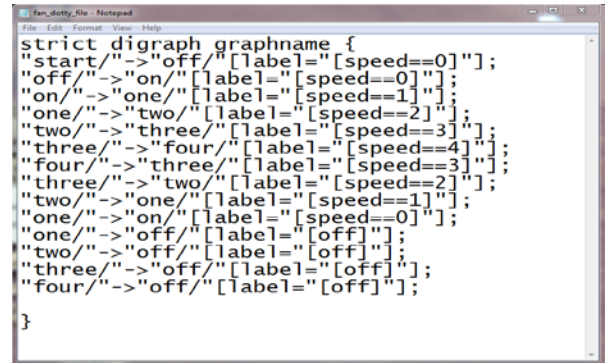 fan_dotty_file - Notepad
File Edit Format View Help
strict digraph graphname {
"start/"->"off/"[label="[speed==0]"];
"off/"->"on/"[label="[speed==0]"];
"on/"->"one/"[label="[speed==1]"];
"one/"->"two/"[label="[speed==2]"];
"two/"->"three/"[label="[speed==3]"];
"three/"->"four/"[label="[speed==4]"];
"four/"->"three/"[label="[speed==3]"];
"three/"->"two/"[label="[speed==2]"];
"two/"->"one/"[label="[speed==1]"];
"one/"->"on/"[label="[speed==0]"];
"one/"->"off/"[label="[off]"];
"two/"->"off/"[label="[off]"];
"three/"->"off/"[label="[off]"];
"four/"->"off/"[label="[off]"];
}